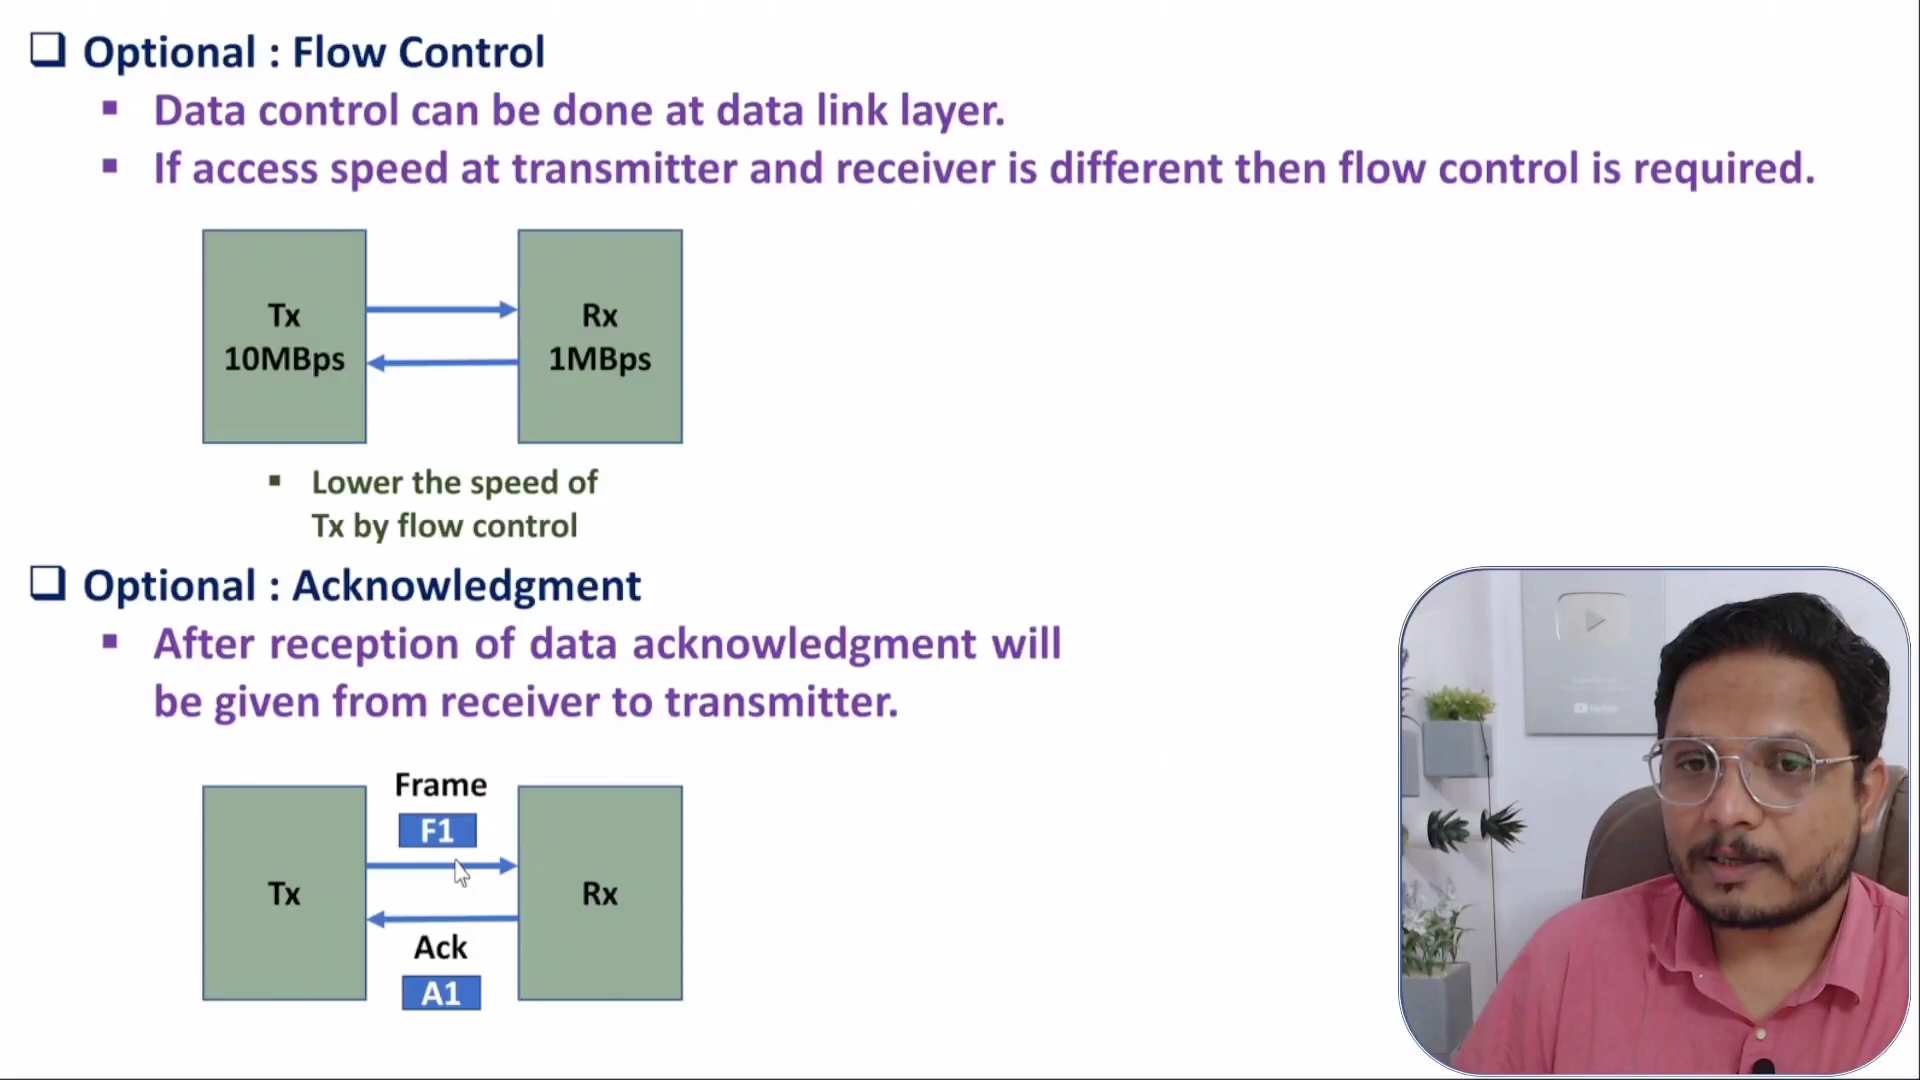 Optional : Flow Control
Data control can be done at data link layer.
If access speed at transmitter and receiver is different then flow control is required.
Tx
10MBps
Rx
1MBps
Lower the speed of
Tx by flow control
Optional : Acknowledgment
After reception of data acknowledgment will
be given from receiver to transmitter.
Frame
F1
Tx
Rx
Ack
A1